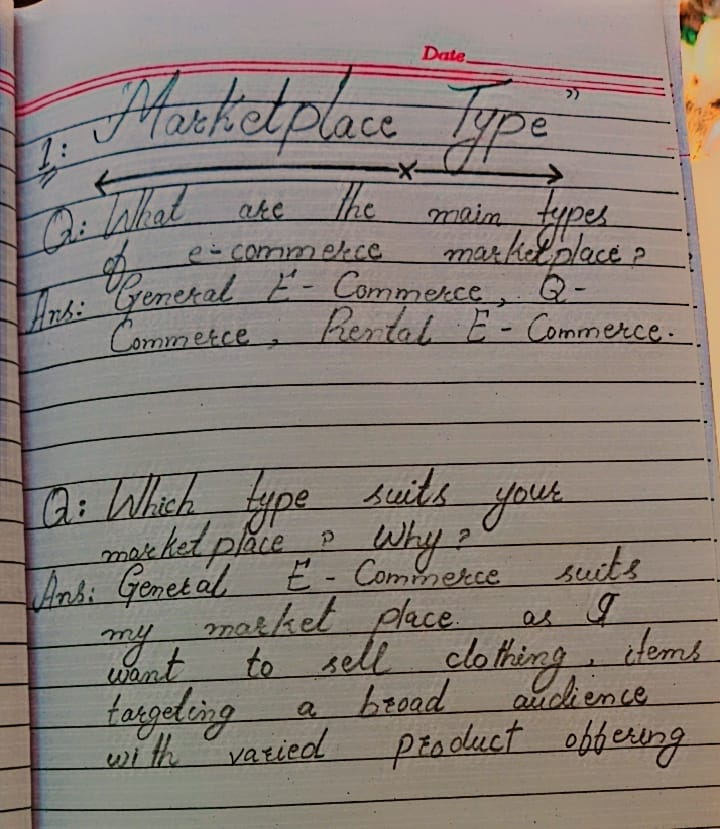 Date
1: Marketplace Type "
Q: What are the main types
of e-commerce marketplace?
Ans: General E-Commerce, Q-
Commerce, Rental E-Commerce.
Q: Which type suits your
marketplace? Why?
Ans: General E-Commerce suits
my market place. as I
want to sell clothing, items
targeting a broad audience
with varied product offering